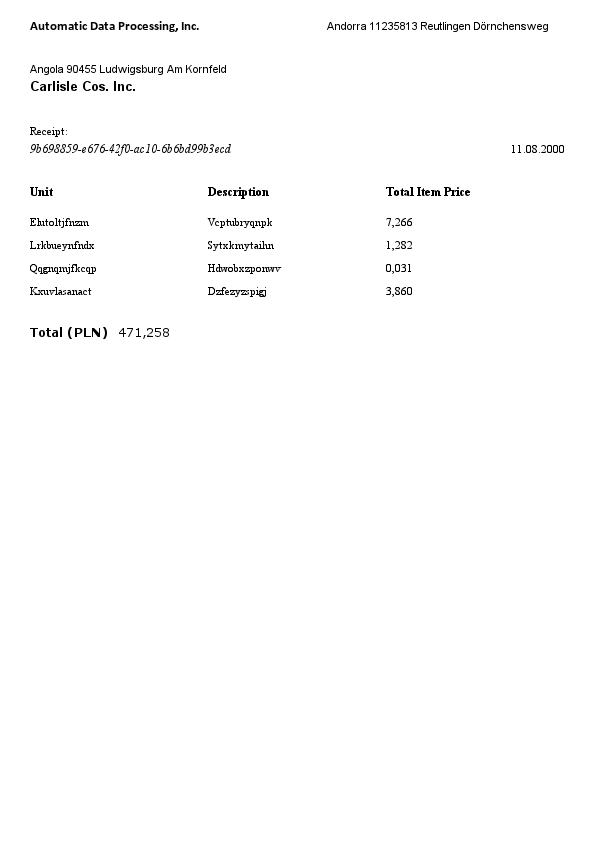 Automatic Data Processing, Inc. Andorra 11235813 Reutlingen Dörnchensweg
Angola 90455 Ludwigsburg Am Kornfeld
Carlisle Cos. Inc.
Receipt:
9b698859-e676-42f0-ac10-6b6bd99b3ecd 11.08.2000
Unit Description Total Item Price
Elutoltjfnzm Vcptubryqnpk 7,266
Lrkbueynfndx Sytxkmytaihn 1,282
Qqgnqmjfkcqp Hdwobxzponwv 0,031
Kxuvlasanact Dzfezyzspigj 3,860
Total (PLN) 471,258